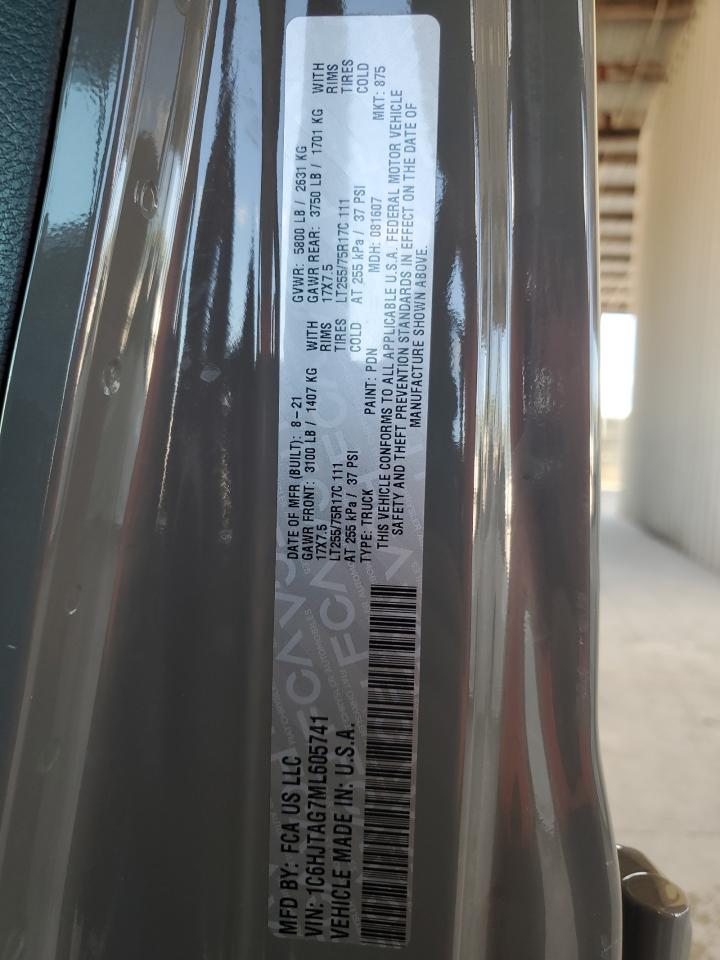 MFD BY: FCA US LLC
VIN: 1C6HJTAG7ML605741
VEHICLE MADE IN: U.S.A.
DATE OF MFR (BUILT): 8-21 GVWR: 5800 LB / 2631 KG
GAWR FRONT: 3100 LB / 1407 KG WITH GAWR REAR: 3750 LB / 1701 KG WITH
17X7.5 RIMS 17X7.5 RIMS
LT255/75R17C 111 TIRES LT255/75R17C 111 TIRES
AT 255 kPa / 37 PSI COLD AT 255 kPa / 37 PSI COLD
TYPE: TRUCK PAINT: PDN MDH: 081607 MKT: 875
THIS VEHICLE CONFORMS TO ALL APPLICABLE U.S.A. FEDERAL MOTOR VEHICLE
SAFETY AND THEFT PREVENTION STANDARDS IN EFFECT ON THE DATE OF
MANUFACTURE SHOWN ABOVE.
FCA